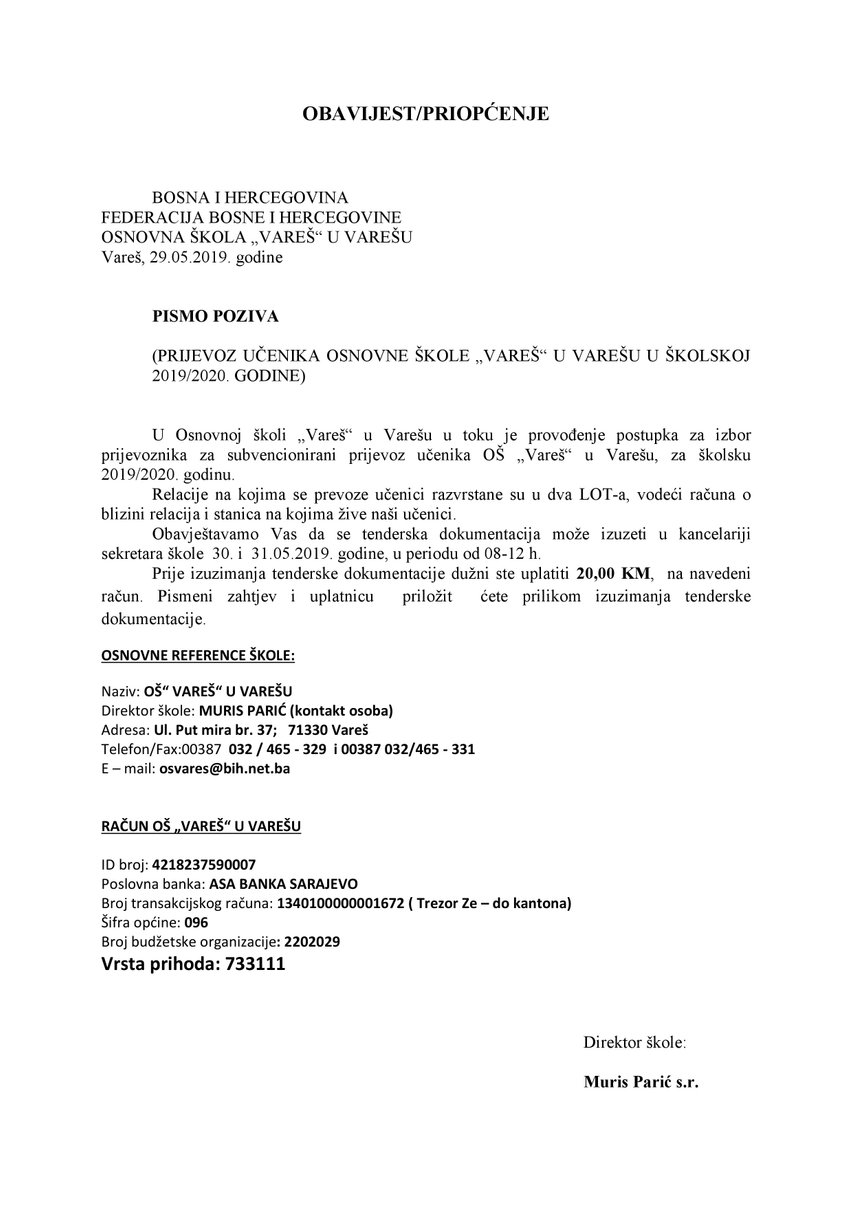 OBAVIJEST/PRIOPĆENJE
BOSNA I HERCEGOVINA
FEDERACIJA BOSNE I HERCEGOVINE
OSNOVNA ŠKOLA „VAREŠ“ U VAREŠU
Vareš, 29.05.2019. godine
PISMO POZIVA
(PRIJEVOZ UČENIKA OSNOVNE ŠKOLE „VAREŠ“ U VAREŠU U ŠKOLSKOJ
2019/2020. GODINE)
U Osnovnoj školi „Vareš“ u Varešu u toku je provođenje postupka za izbor
prijevoznika za subvencionirani prijevoz učenika OŠ „Vareš“ u Varešu, za školsku
2019/2020. godinu.
Relacije na kojima se prevoze učenici razvrstane su u dva LOT-a, vodeći računa o
blizini relacija i stanica na kojima žive naši učenici.
Obavještavamo Vas da se tenderska dokumentacija može izuzeti u kancelariji
sekretara škole 30. i 31.05.2019. godine, u periodu od 08-12 h.
Prije izuzimanja tenderske dokumentacije dužni ste uplatiti 20,00 KM, na navedeni
račun. Pismeni zahtjev i uplatnicu priložit ćete prilikom izuzimanja tenderske
dokumentacije.
OSNOVNE REFERENCE ŠKOLE:
Naziv: OŠ“ VAREŠ“ U VAREŠU
Direktor škole: MURIS PARIĆ (kontakt osoba)
Adresa: Ul. Put mira br. 37; 71330 Vareš
Telefon/Fax:00387 032 / 465 - 329 i 00387 032/465 - 331
E – mail: osvares@bih.net.ba
RAČUN OŠ „VAREŠ“ U VAREŠU
ID broj: 4218237590007
Poslovna banka: ASA BANKA SARAJEVO
Broj transakcijskog računa: 1340100000001672 ( Trezor Ze – do kantona)
Šifra općine: 096
Broj budžetske organizacije: 2202029
Vrsta prihoda: 733111
Direktor škole:
Muris Parić s.r.